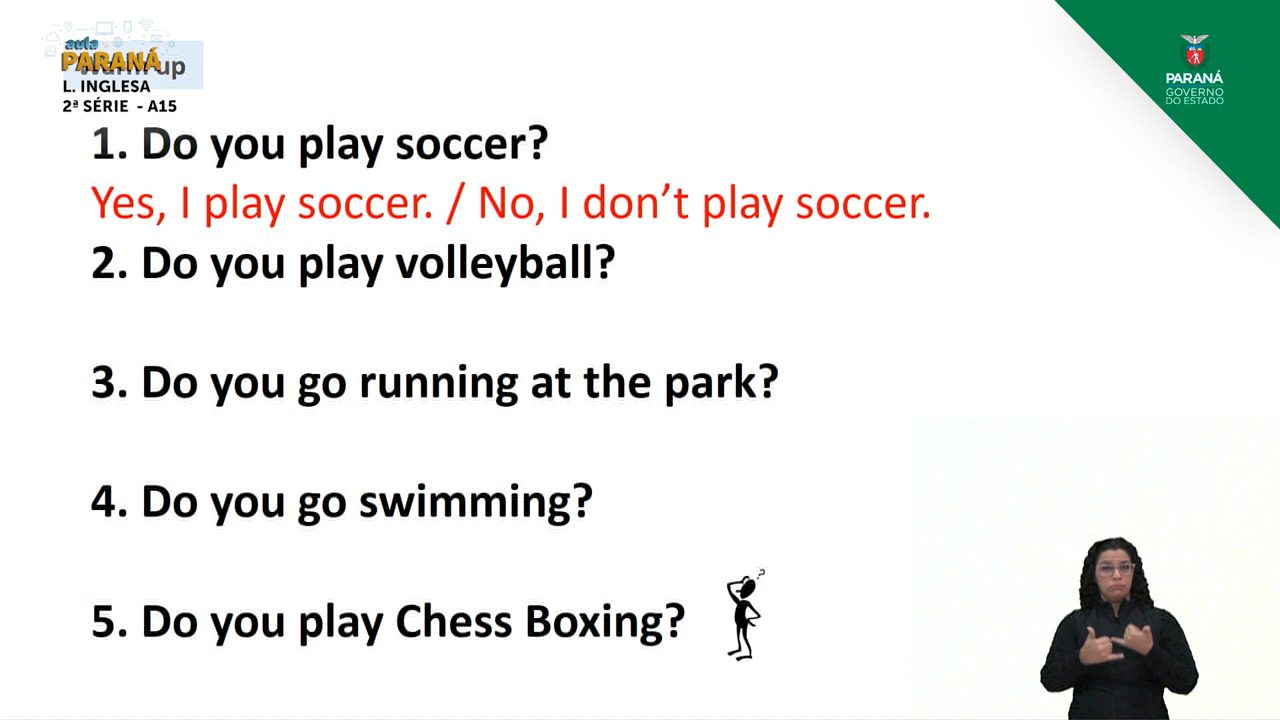 aula
PARANÁ
Warm up
L. INGLESA
2ª SÉRIE - A15
PARANÁ
GOVERNO
DO ESTADO
1. Do you play soccer?
Yes, I play soccer. / No, I don’t play soccer.
2. Do you play volleyball?
3. Do you go running at the park?
4. Do you go swimming?
5. Do you play Chess Boxing?
?